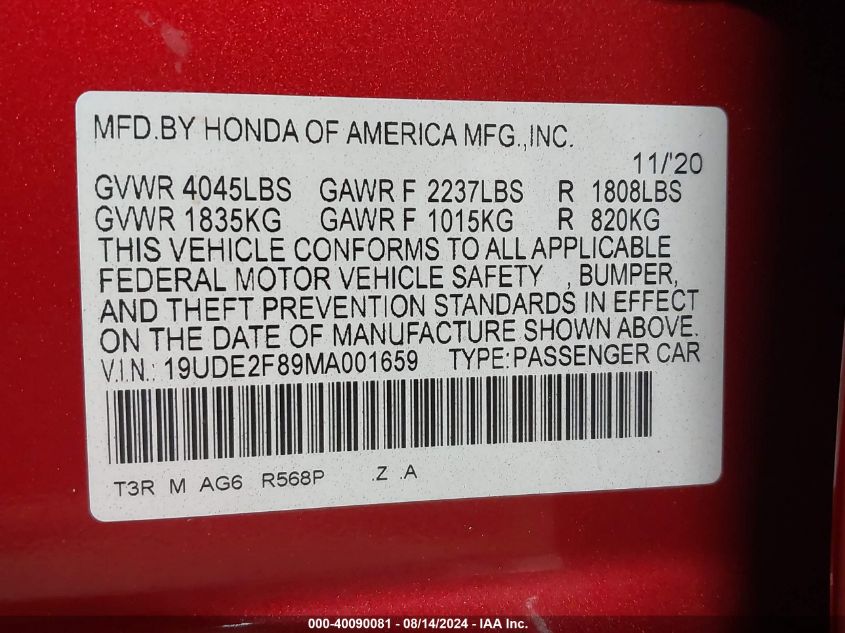 MFD.BY HONDA OF AMERICA MFG.,INC.
11/'20
GVWR 4045LBS GAWR F 2237LBS R 1808LBS
GVWR 1835KG GAWR F 1015KG R 820KG
THIS VEHICLE CONFORMS TO ALL APPLICABLE
FEDERAL MOTOR VEHICLE SAFETY , BUMPER,
AND THEFT PREVENTION STANDARDS IN EFFECT
ON THE DATE OF MANUFACTURE SHOWN ABOVE.
V.I.N.: 19UDE2F89MA001659 TYPE:PASSENGER CAR
T3R M AG6 R568P .Z .A
000-40090081 - 08/14/2024 - IAA Inc.